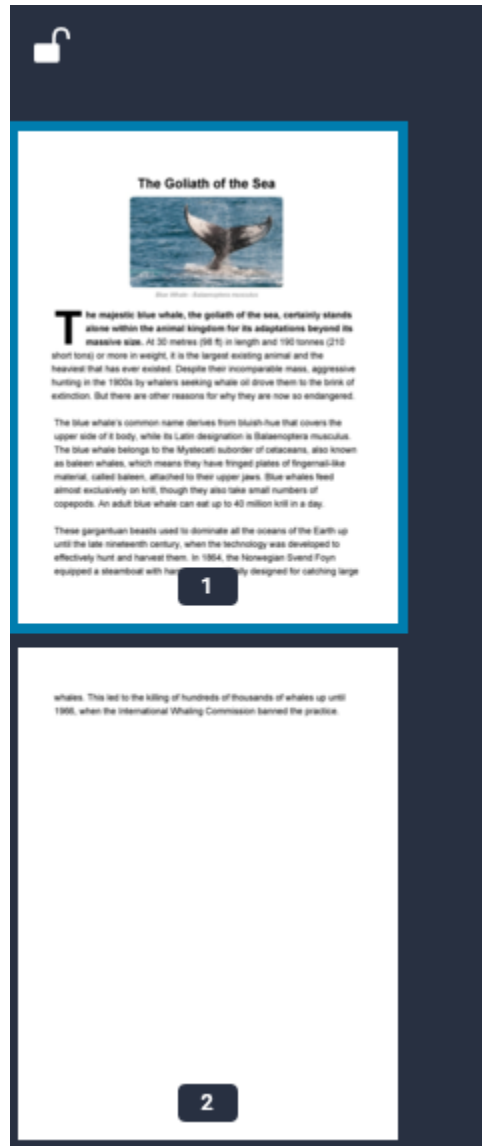 The Goliath of the Sea
Blue Whale - Balaenoptera musculus
The majestic blue whale, the goliath of the sea, certainly stands
alone within the animal kingdom for its adaptations beyond its
massive size. At 30 metres (98 ft) in length and 190 tonnes (210
short tons) or more in weight, it is the largest existing animal and the
heaviest that has ever existed. Despite their incomparable mass, aggressive
hunting in the 1900s by whalers seeking whale oil drove them to the brink of
extinction. But there are other reasons for why they are now so endangered.
The blue whale's common name derives from bluish-hue that covers the
upper side of it body, while its Latin designation is Balaenoptera musculus.
The blue whale belongs to the Mysteceti suborder of cetaceans, also known
as baleen whales, which means they have fringed plates of fingernail-like
material, called baleen, attached to their upper jaws. Blue whales feed
almost exclusively on krill, though they also take small numbers of
copepods. An adult blue whale can eat up to 40 million krill in a day.
These gargantuan beasts used to dominate all the oceans of the Earth up
until the late nineteenth century, when the technology was developed to
effectively hunt and harvest them. In 1864, the Norwegian Svend Foyn
equipped a steamboat with designed for catching large
1
whales. This led to the killing of hundreds of thousands of whales up until
1966, when the International Whaling Commission banned the practice.
2